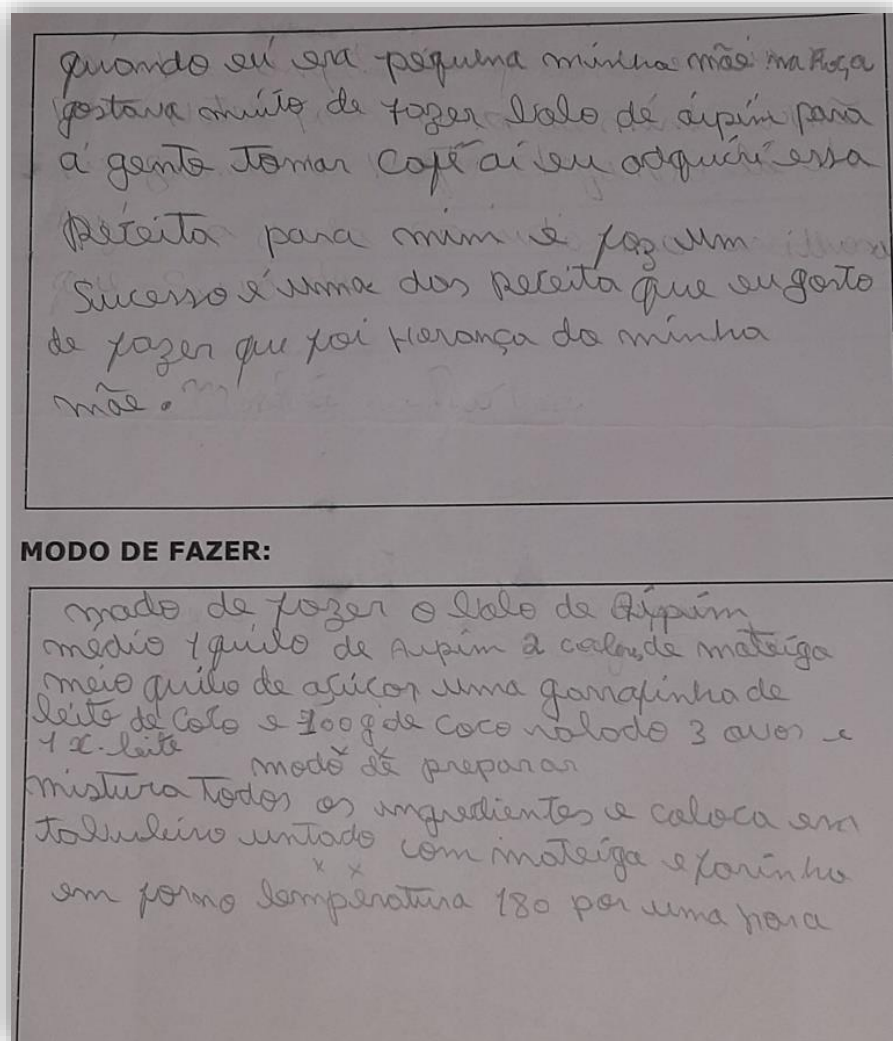 quando eu era pequena minha mãe na Roça
gostava muito de fazer bolo de aipim para
a gente tomar café aí eu adquiri essa
Receita para mim e faz um
Sucesso é uma das Receita que eu gosto
de fazer que foi Herança da minha
mãe.
MODO DE FAZER:
modo de fazer o bolo de Aipim
médio 1 quilo de Aipim 2 de mateiga
meio quilo de açúcar uma garrafinha de
leite de coco e 100g de coco ralado 3 ovos e
1 x. leite
modo de preparar
mistura Todos os ingredientes e coloca em
tabuleiro untado com mateiga e farinha
em forno temperatura 180 por uma hora